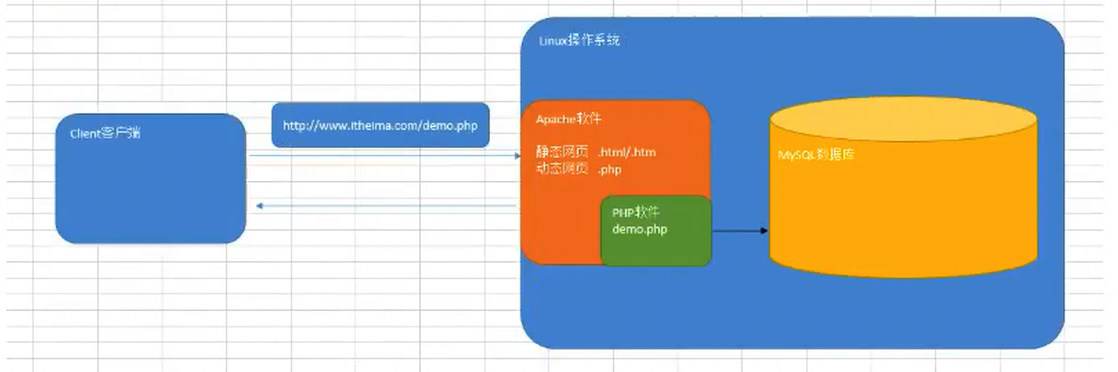 Linux操作系统
Client客户端
http://www.itheima.com/demo.php
Apache软件
静态网页 .html/.htm
动态网页 .php
PHP软件
demo.php
MySQL数据库